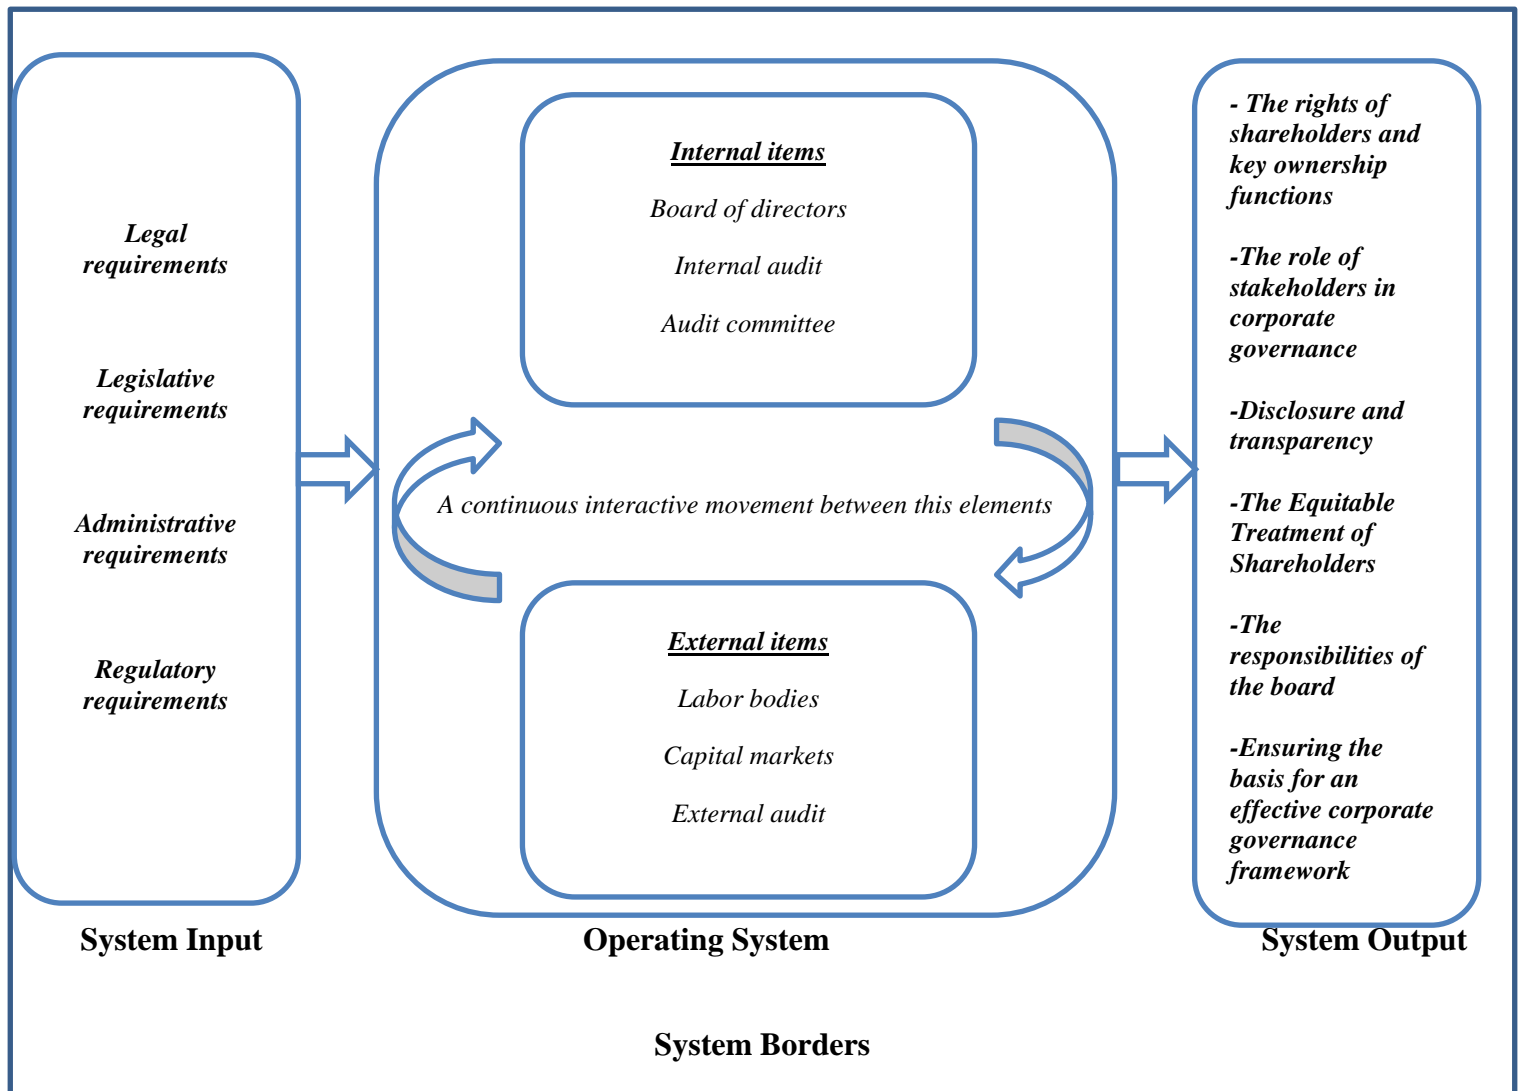 Legal
requirements
Legislative
requirements
Administrative
requirements
Regulatory
requirements
System Input
Internal items
Board of directors
Internal audit
Audit committee
A continuous interactive movement between this elements
External items
Labor bodies
Capital markets
External audit
Operating System
- The rights of
shareholders and
key ownership
functions
-The role of
stakeholders in
corporate
governance
-Disclosure and
transparency
-The Equitable
Treatment of
Shareholders
-The
responsibilities of
the board
-Ensuring the
basis for an
effective corporate
governance
framework
System Output
System Borders